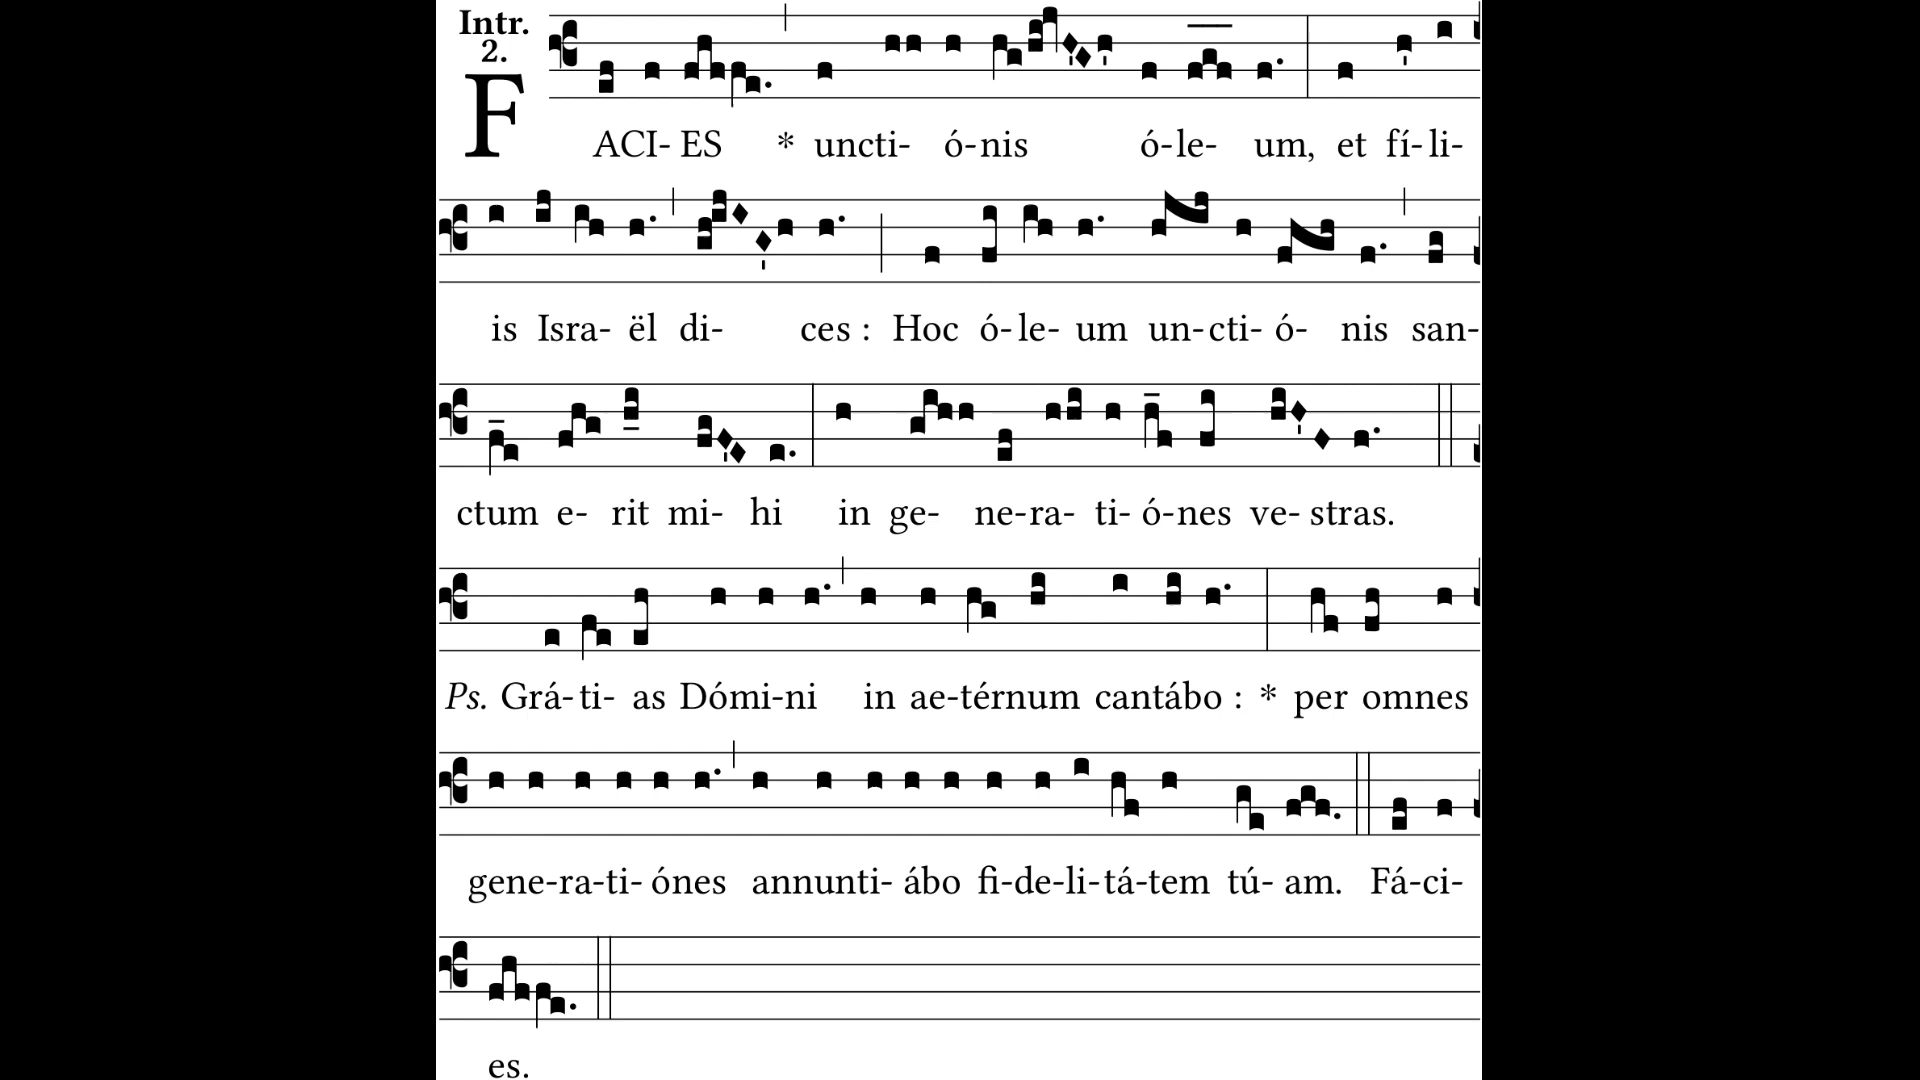 Intr.
2.
FACI-ES * uncti-ó-nis ó-le-um, et fí-li-
is Isra-ël di-ces : Hoc ó-le-um un-cti-ó-nis san-
ctum e-rit mi-hi in ge-ne-ra-ti-ó-nes ve-stras.
Ps. Grá-ti-as Dómi-ni in ae-térnum cantábo : * per omnes
gene-ra-ti-ónes annunti-ábo fi-de-li-tá-tem tú-am. Fá-ci-
es.